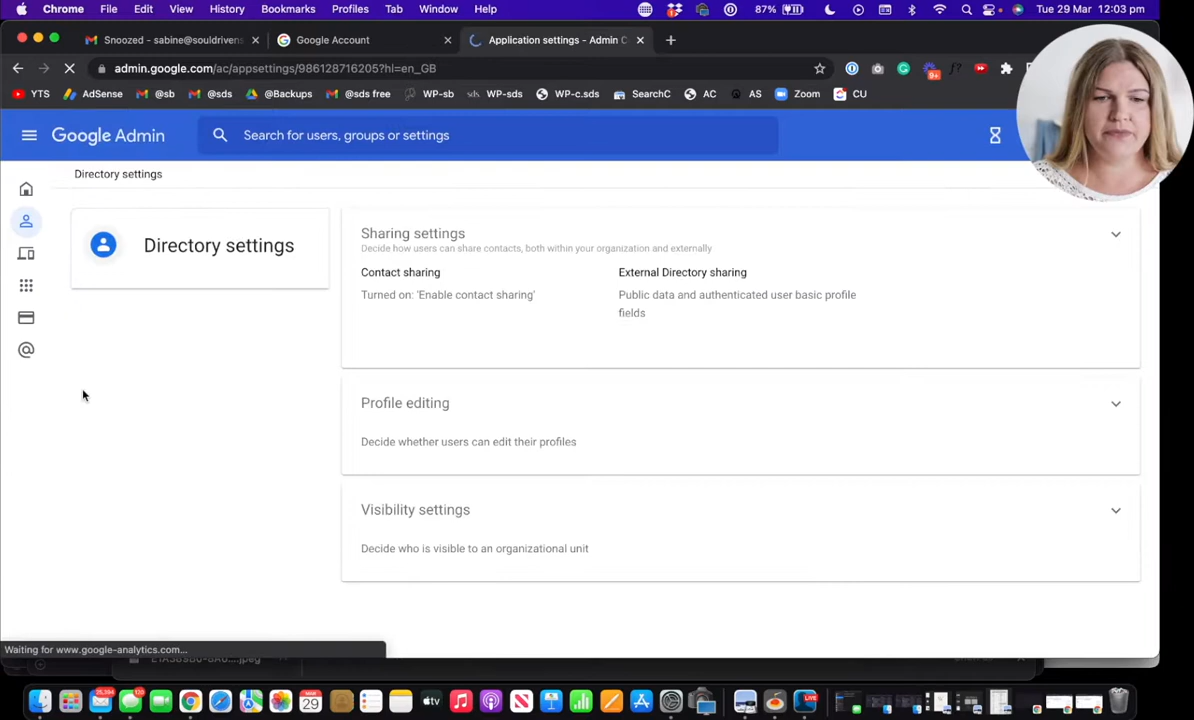 Chrome File Edit View History Bookmarks Profiles Tab Window Help 87% Tue 29 Mar 12:03 pm
Snoozed - sabine@souldrivens Google Account Application settings - Admin C
admin.google.com/ac/appsettings/986128716205?hl=en_GB 9+ f?
YTS AdSense @sb @sds @Backups @sds free WP-sb WP-sds WP-c.sds SearchC AC AS Zoom CU
Google Admin Search for users, groups or settings
Directory settings
Directory settings
Sharing settings
Decide how users can share contacts, both within your organization and externally
Contact sharing External Directory sharing
Turned on: 'Enable contact sharing' Public data and authenticated user basic profile
fields
Profile editing
Decide whether users can edit their profiles
Visibility settings
Decide who is visible to an organizational unit
Waiting for www.google-analytics.com...